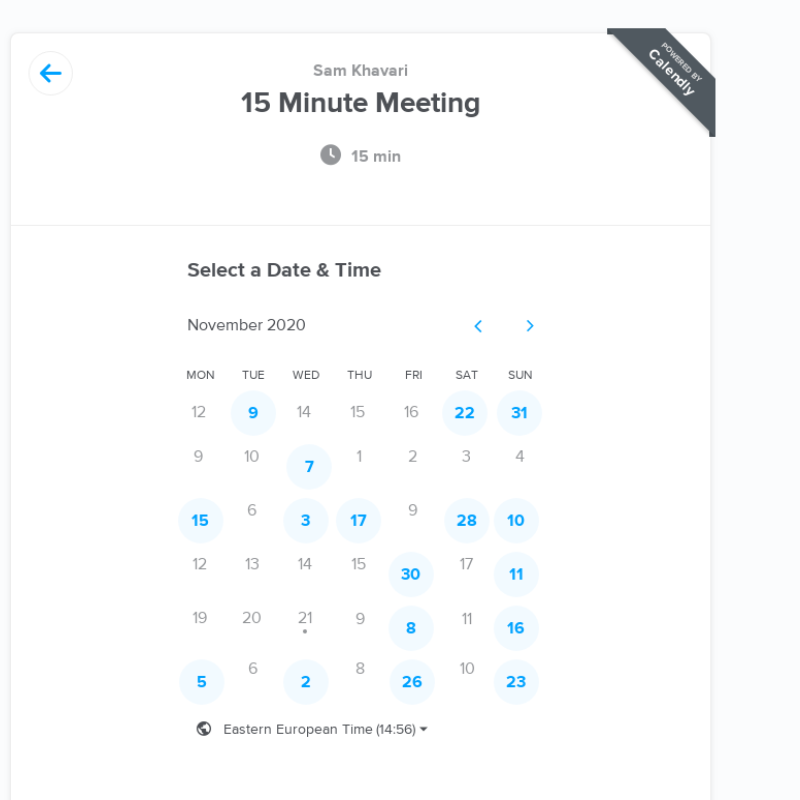 POWERED BY
Calendly
Sam Khavari
15 Minute Meeting
15 min
Select a Date & Time
November 2020
MON TUE WED THU FRI SAT SUN
12 9 14 15 16 22 31
9 10 7 1 2 3 4
15 6 3 17 9 28 10
12 13 14 15 30 17 11
19 20 21 9 8 11 16
5 6 2 8 26 10 23
Eastern European Time (14:56)